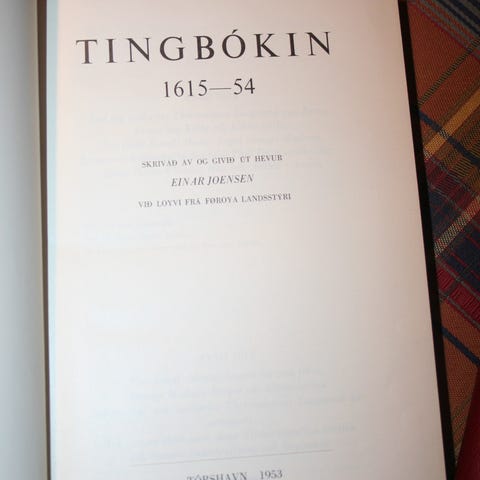 TINGBÓKIN
1615—54
SKRIVAÐ AV OG GIVIÐ ÚT HEVUR
EINAR JOENSEN
VIÐ LOYVI FRÁ FØROYA LANDSSTÝRI
TÓRSHAVN 1953